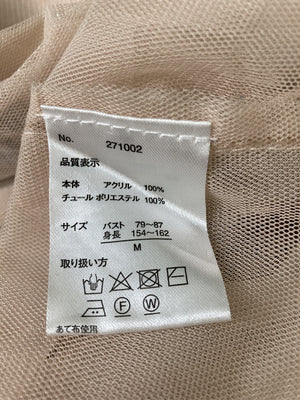 No. 271002
品質表示
本体 アクリル 100%
チュール ポリエステル 100%
サイズ バスト 79~87
身長 154~162
M
取り扱い方
F W
あて布使用